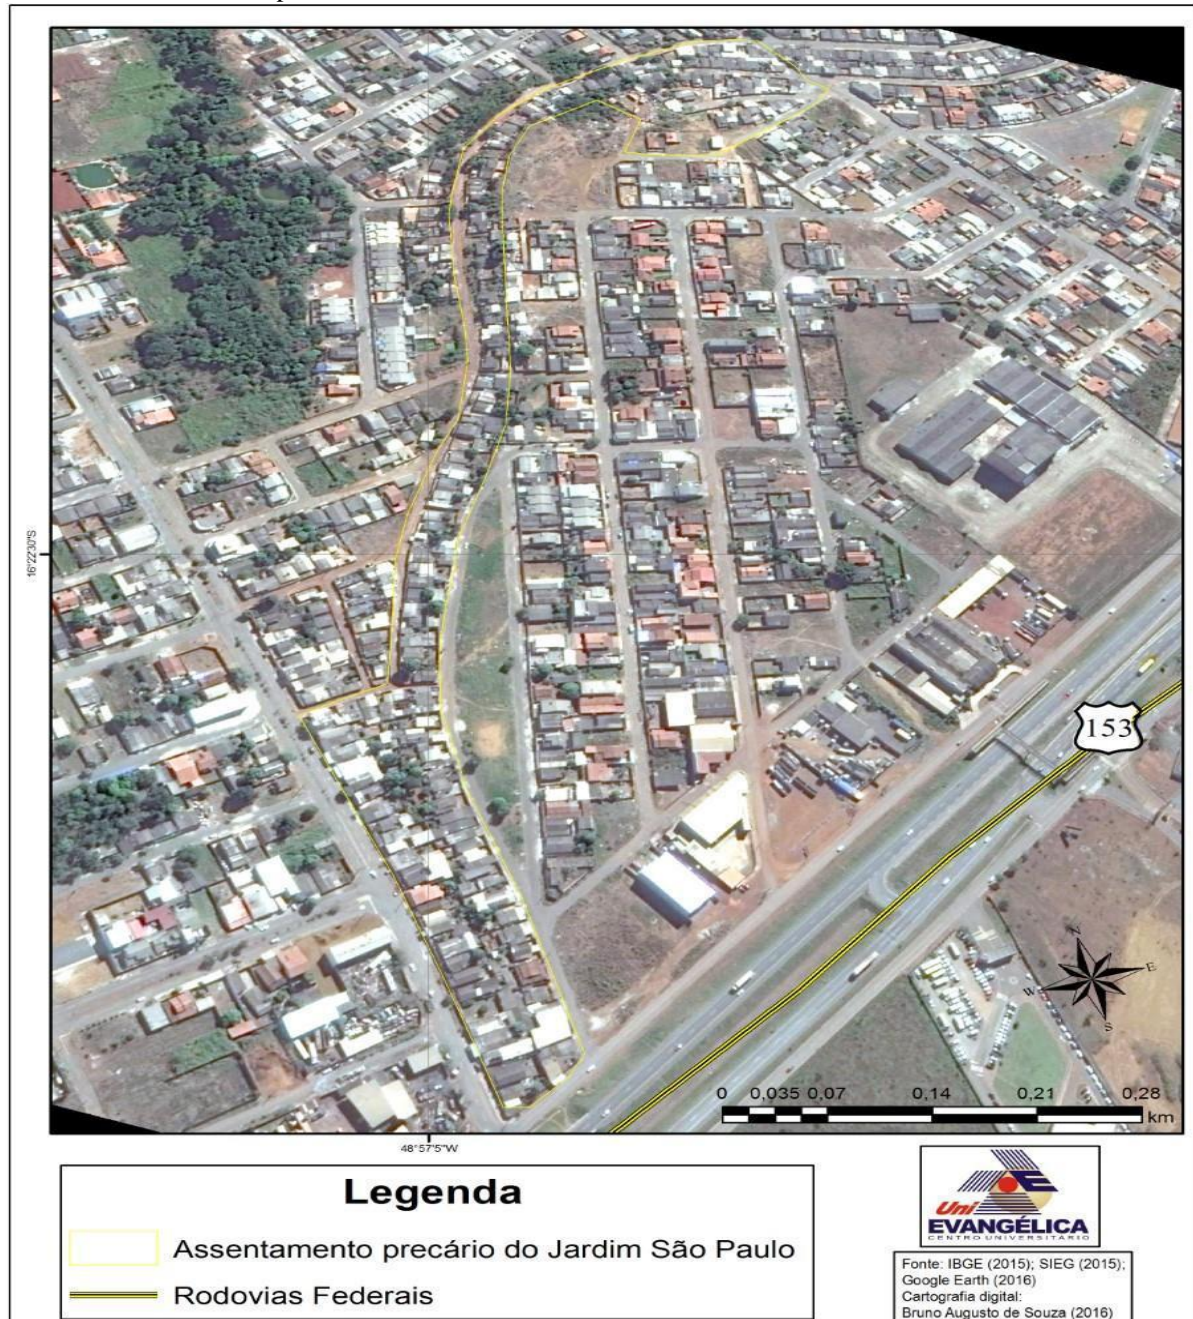 16°22'30"S
153
N
W
E
S
0 0,035 0,07 0,14 0,21 0,28
km
48°57'5"W
Legenda
Assentamento precário do Jardim São Paulo
Rodovias Federais
Uni
EVANGÉLICA
CENTRO UNIVERSITÁRIO
Fonte: IBGE (2015); SIEG (2015);
Google Earth (2016)
Cartografia digital:
Bruno Augusto de Souza (2016)